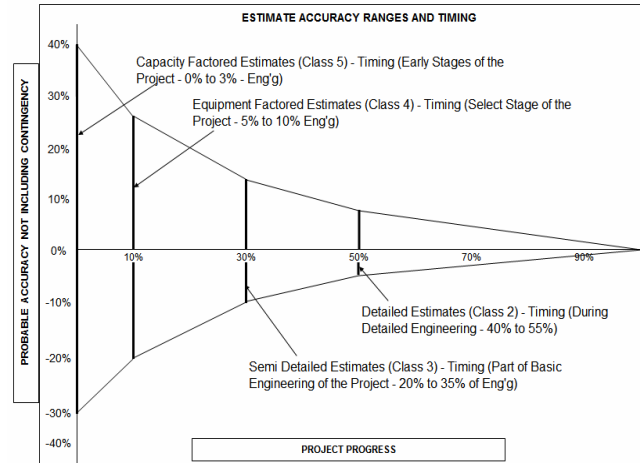 ESTIMATE ACCURACY RANGES AND TIMING
40%
Capacity Factored Estimates (Class 5) - Timing (Early Stages of the
Project - 0% to 3% - Eng'g)
30%
Equipment Factored Estimates (Class 4) - Timing (Select Stage of the
Project - 5% to 10% Eng'g)
20%
10%
0%
10%
30%
50%
70%
90%
-10%
Detailed Estimates (Class 2) - Timing (During
Detailed Engineering - 40% to 55%)
-20%
Semi Detailed Estimates (Class 3) - Timing (Part of Basic
Engineering of the Project - 20% to 35% of Eng'g)
-30%
-40%
PROBABLE ACCURACY NOT INCLUDING CONTINGENCY
PROJECT PROGRESS